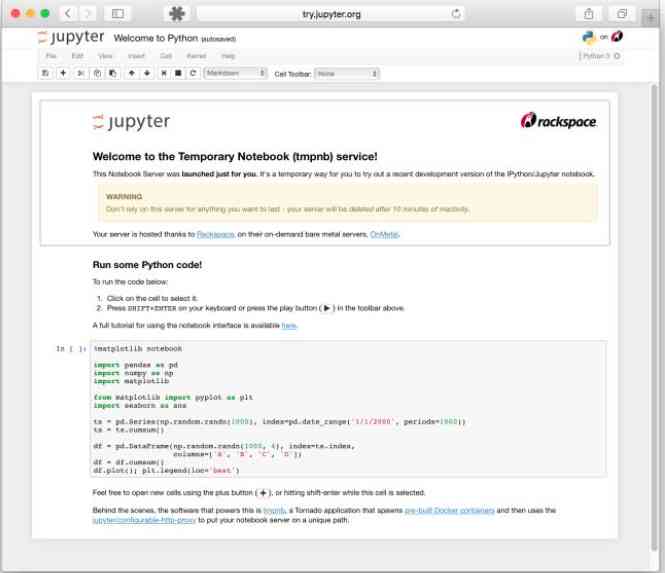 try.jupyter.org
jupyter Welcome to Python (autosaved)
on
File Edit View Insert Cell Kernel Help
Python 3
Markdown
Cell Toolbar: None
jupyter
rackspace.
Welcome to the Temporary Notebook (tmpnb) service!
This Notebook Server was launched just for you. It's a temporary way for you to try out a recent development version of the IPython/Jupyter notebook.
WARNING
Don't rely on this server for anything you want to last - your server will be deleted after 10 minutes of inactivity.
Your server is hosted thanks to Rackspace, on their on-demand bare metal servers, OnMetal.
Run some Python code!
To run the code below:
1. Click on the cell to select it.
2. Press SHIFT+ENTER on your keyboard or press the play button (▶) in the toolbar above.
A full tutorial for using the notebook interface is available here.
In [ ]: %matplotlib notebook
import pandas as pd
import numpy as np
import matplotlib
from matplotlib import pyplot as plt
import seaborn as sns
ts = pd.Series(np.random.randn(1000), index=pd.date_range('1/1/2000', periods=1000))
ts = ts.cumsum()
df = pd.DataFrame(np.random.randn(1000, 4), index=ts.index,
columns=['A', 'B', 'C', 'D'])
df = df.cumsum()
df.plot(); plt.legend(loc='best')
Feel free to open new cells using the plus button (+), or hitting shift-enter while this cell is selected.
Behind the scenes, the software that powers this is tmpnb, a Tornado application that spawns pre-built Docker containers and then uses the
jupyter/configurable-http-proxy to put your notebook server on a unique path.